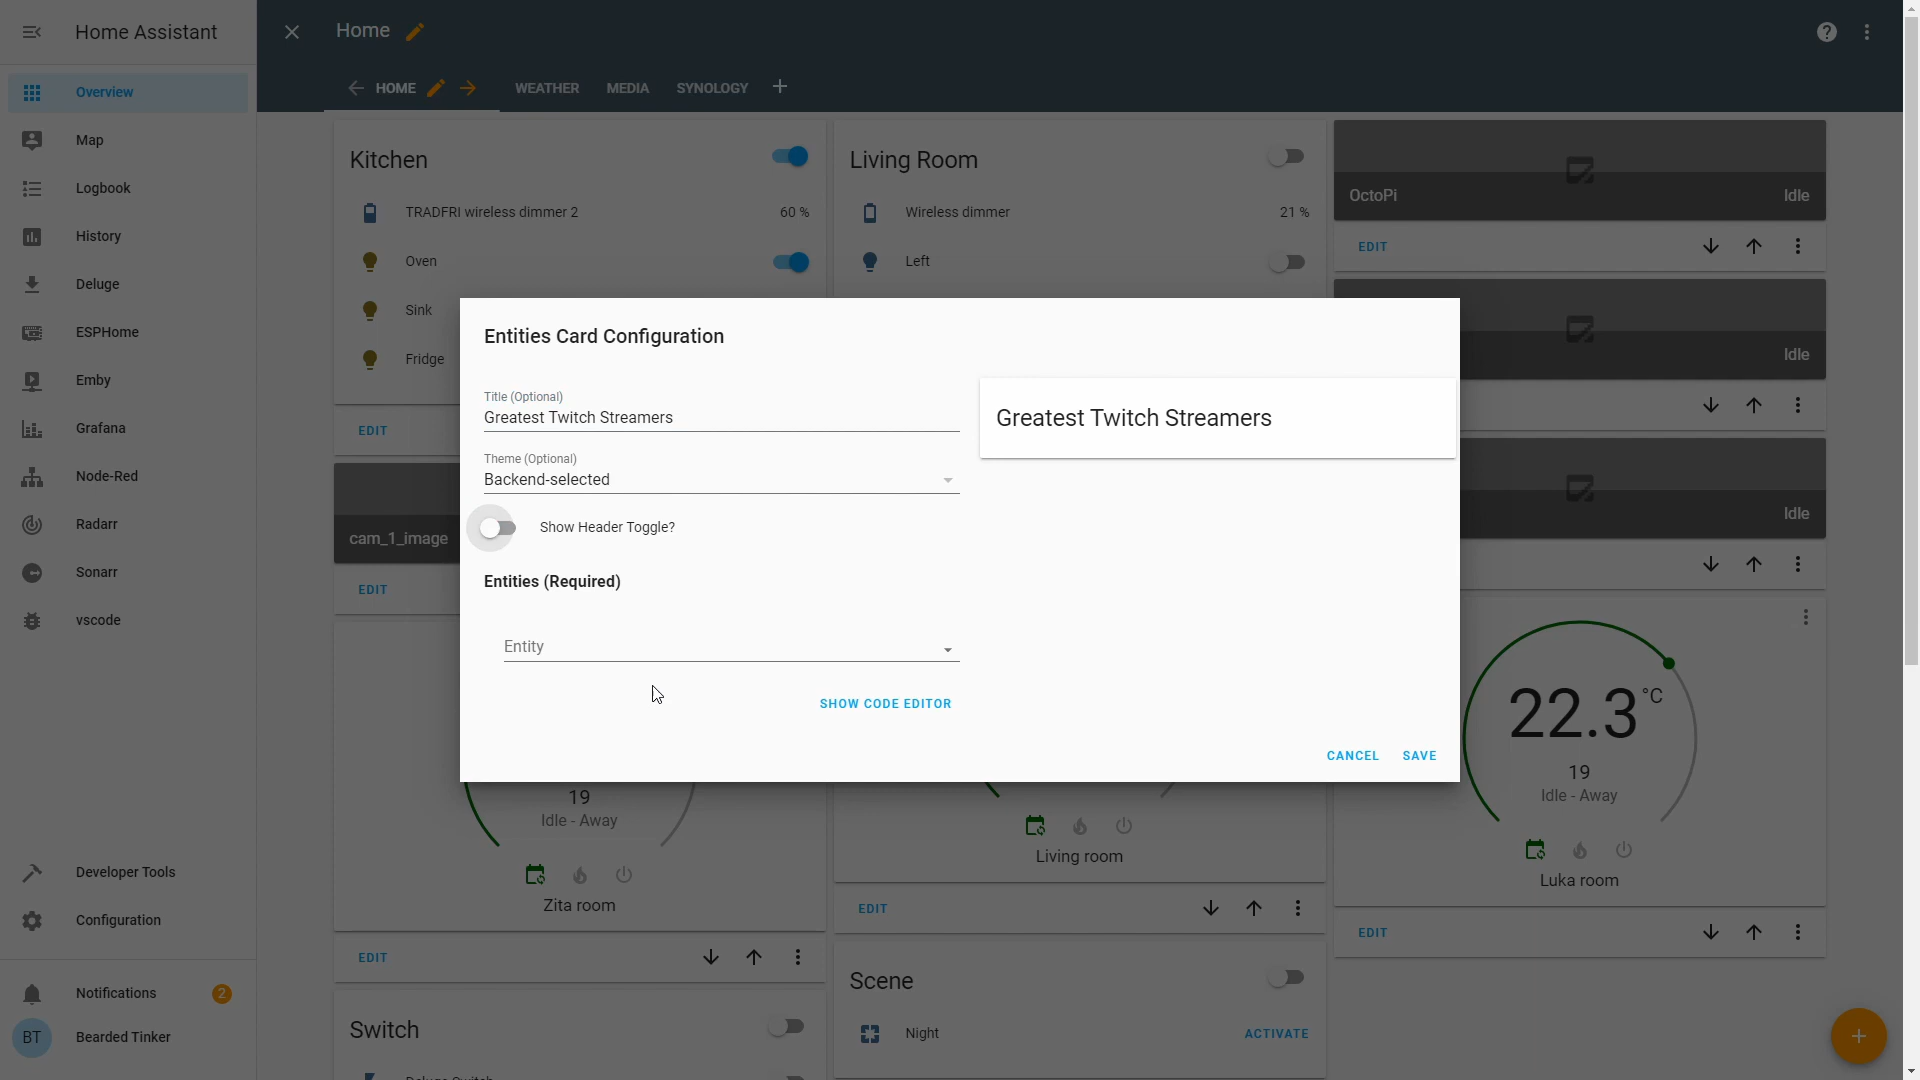 Home Assistant
Overview
Map
Logbook
History
Deluge
ESPHome
Emby
Grafana
Node-Red
Radarr
Sonarr
vscode
Developer Tools
Configuration
Notifications
2
BT
Bearded Tinker
Home
HOME
WEATHER
MEDIA
SYNOLOGY
Kitchen
TRADFRI wireless dimmer 2
60 %
Oven
Sink
Fridge
EDIT
cam_1_image
EDIT
19
Idle - Away
Zita room
EDIT
Switch
Living Room
Wireless dimmer
21 %
Left
Living room
EDIT
Scene
Night
ACTIVATE
OctoPi
Idle
EDIT
Idle
Idle
22.3 °C
19
Idle - Away
Luka room
EDIT
Entities Card Configuration
Title (Optional)
Greatest Twitch Streamers
Theme (Optional)
Backend-selected
Show Header Toggle?
Entities (Required)
Entity
SHOW CODE EDITOR
Greatest Twitch Streamers
CANCEL
SAVE